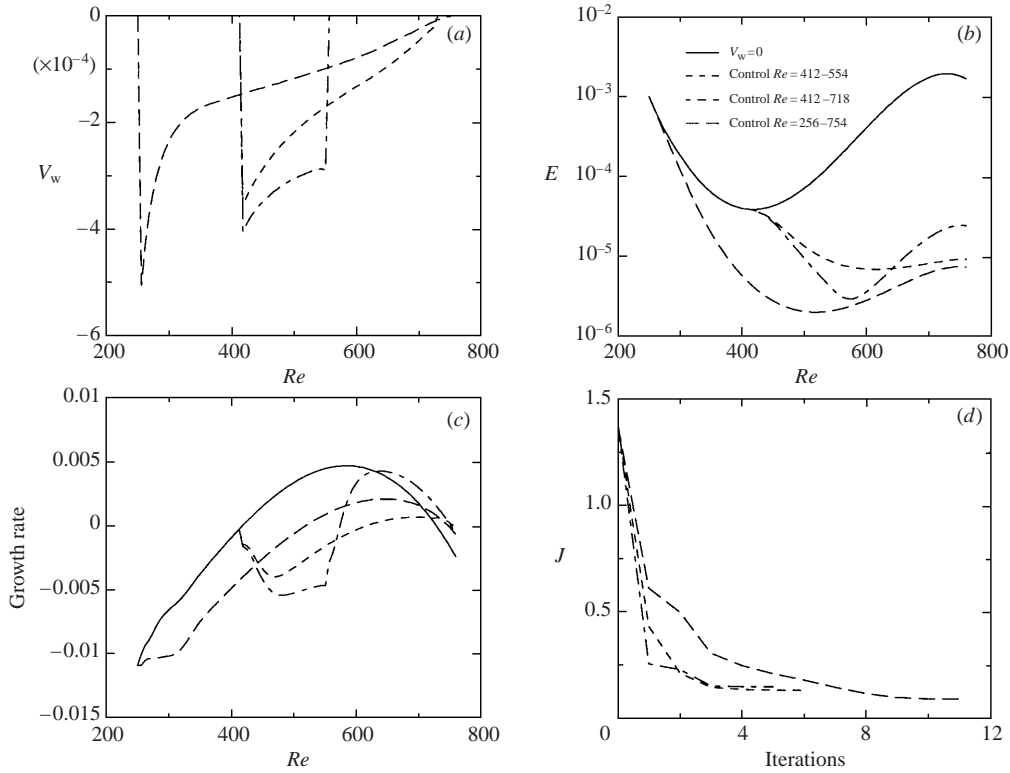 0
(×10⁻⁴)
−2
V_w
−4
−6
200
400
600
800
Re
(a)
10⁻²
10⁻³
10⁻⁴
E
10⁻⁵
10⁻⁶
200
400
600
800
Re
(b)
V_w=0
Control Re=412–554
Control Re=412–718
Control Re=256–754
0.01
0.005
0
−0.005
−0.01
−0.015
Growth rate
200
400
600
800
Re
(c)
1.5
1.0
J
0.5
0
4
8
12
Iterations
(d)